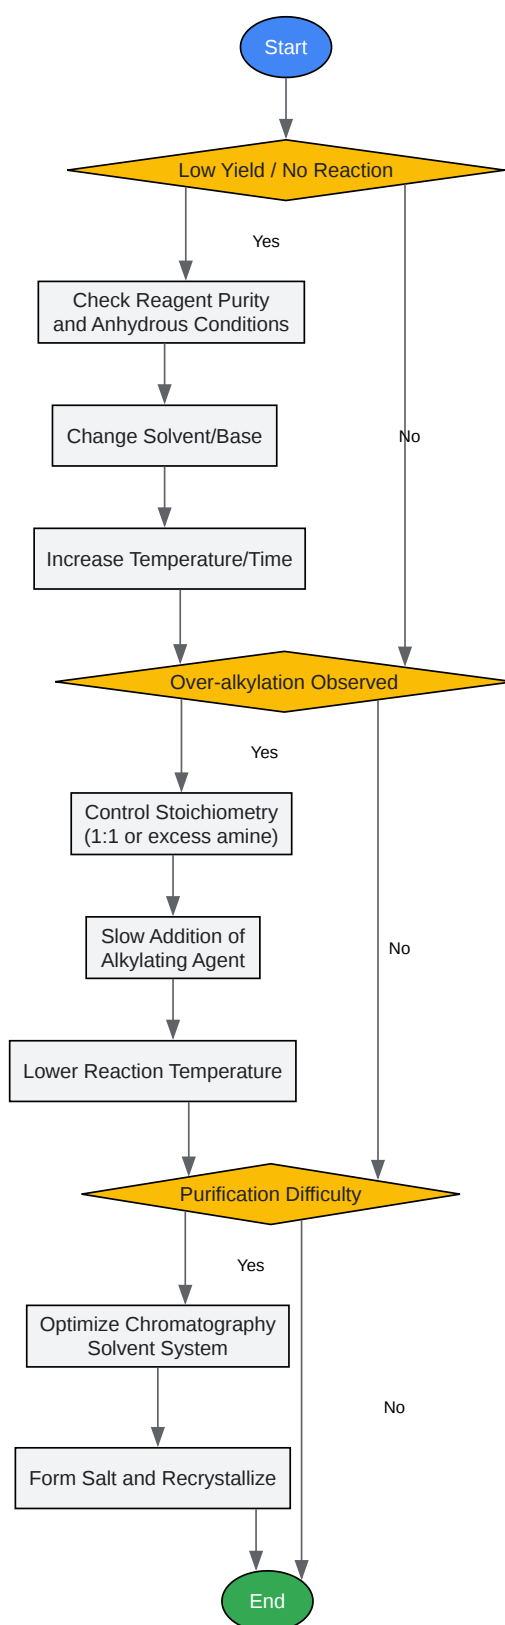 Start
Low Yield / No Reaction
Yes
Check Reagent Purity
and Anhydrous Conditions
Change Solvent/Base
No
Increase Temperature/Time
Over-alkylation Observed
Yes
Control Stoichiometry
(1:1 or excess amine)
Slow Addition of
Alkylating Agent
No
Lower Reaction Temperature
Purification Difficulty
Yes
Optimize Chromatography
Solvent System
No
Form Salt and Recrystallize
End